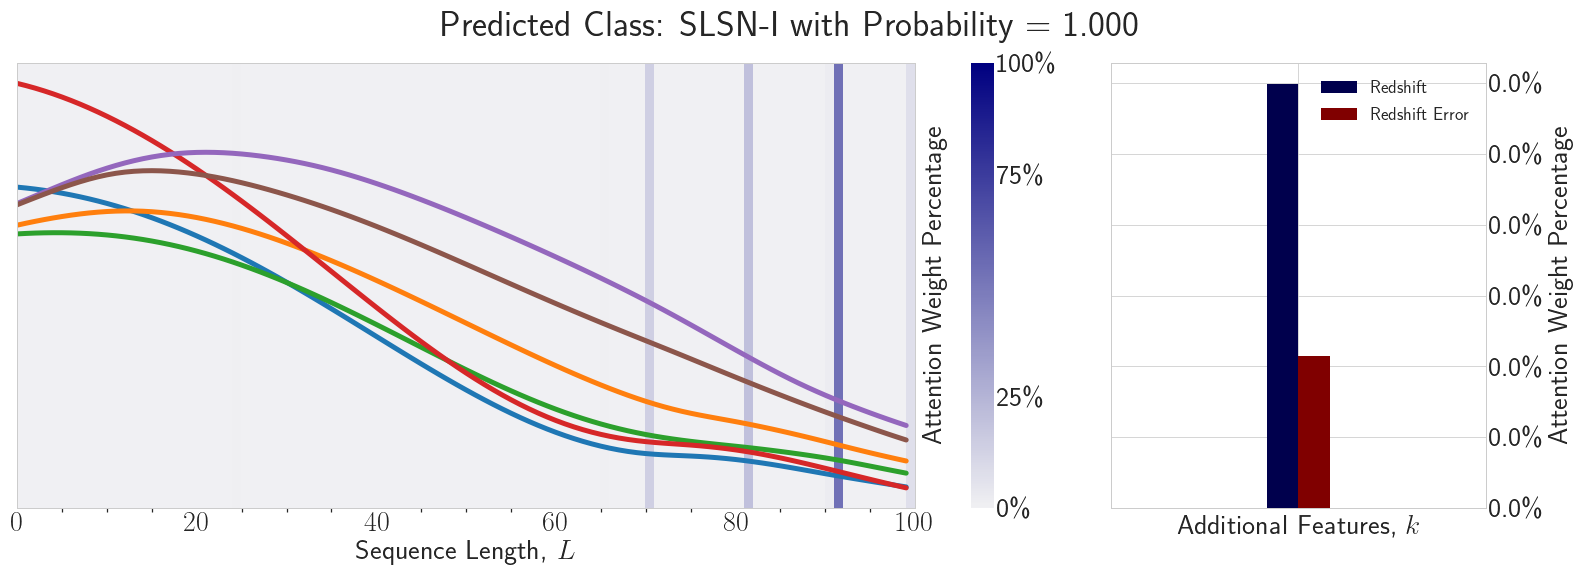 Predicted Class: SLSN-I with Probability = 1.000
0 20 40 60 80 100
Sequence Length, L
Attention Weight Percentage
100%
75%
25%
0%
Redshift
Redshift Error
0.0%
0.0%
0.0%
0.0%
0.0%
0.0%
0.0%
Attention Weight Percentage
Additional Features, k